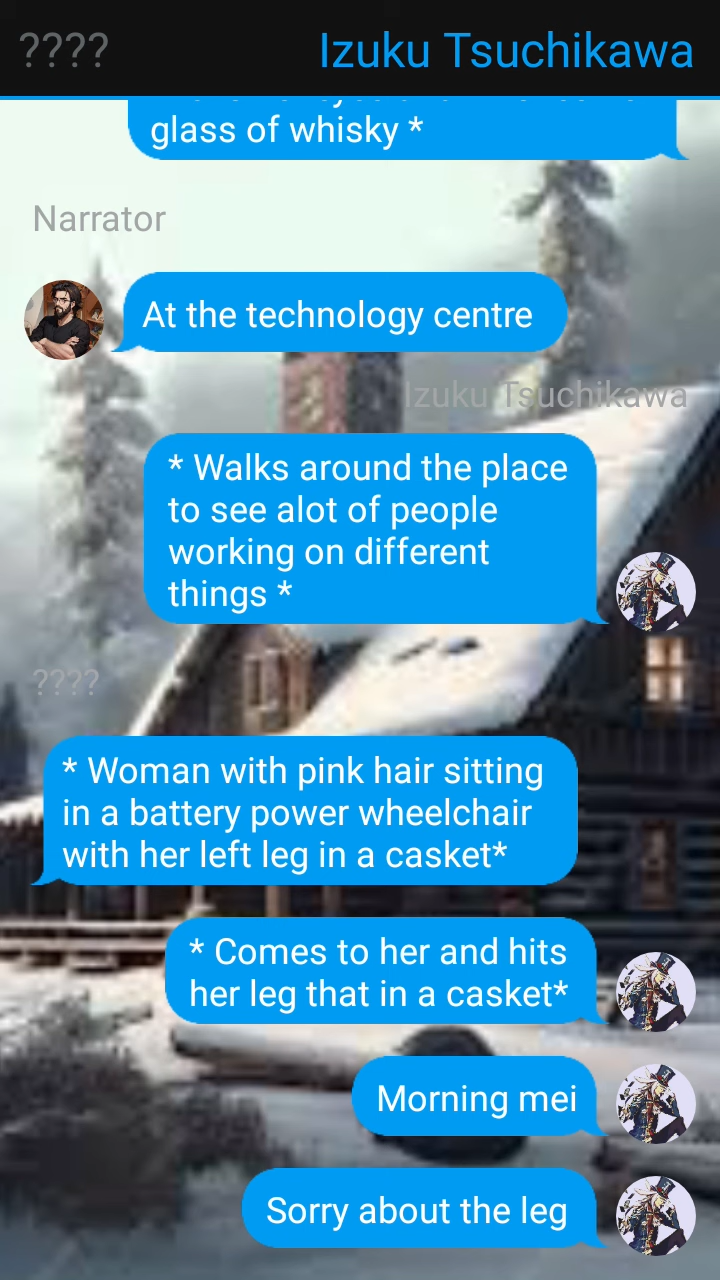 ????
Izuku Tsuchikawa
glass of whisky *
Narrator
At the technology centre
Izuku Tsuchikawa
* Walks around the place
to see alot of people
working on different
things *
????
* Woman with pink hair sitting
in a battery power wheelchair
with her left leg in a casket*
* Comes to her and hits
her leg that in a casket*
Morning mei
Sorry about the leg